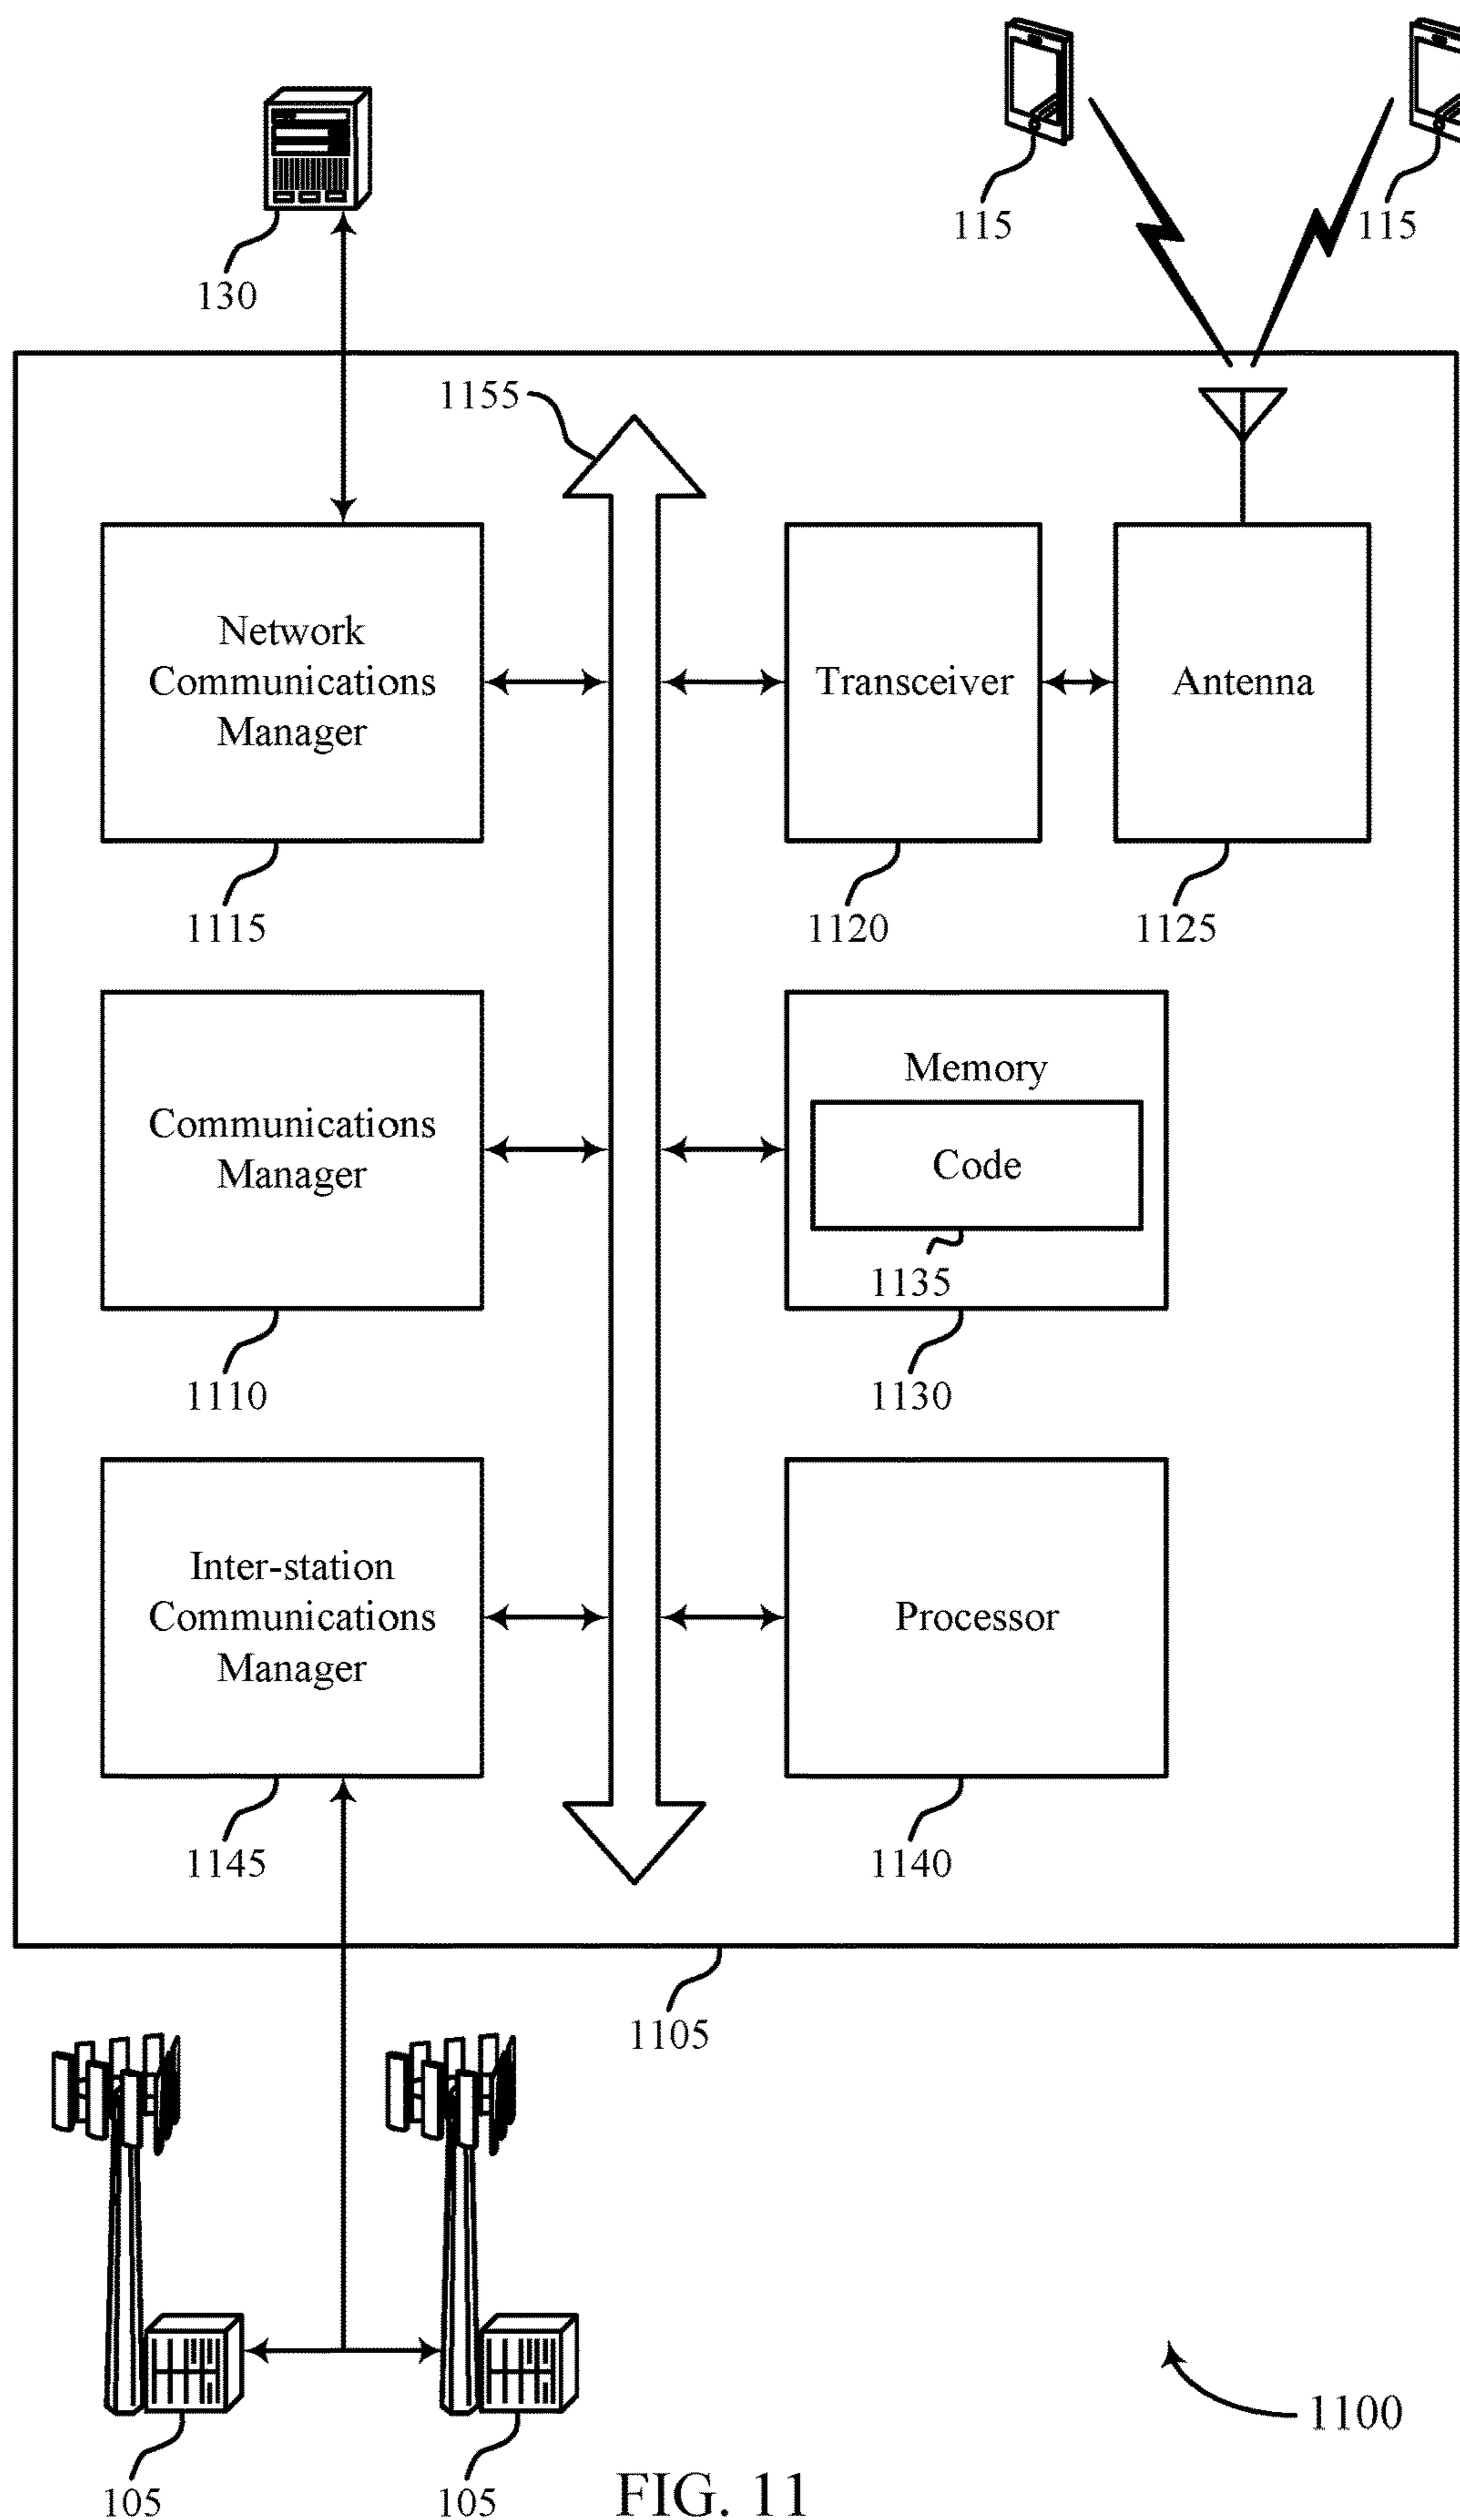 115
115
130
1155
Network
Communications
Manager
Transceiver
Antenna
1115
1120
1125
Communications
Manager
Memory
Code
1135
1110
1130
Inter-station
Communications
Manager
Processor
1145
1140
1105
1100
105
105
FIG. 11